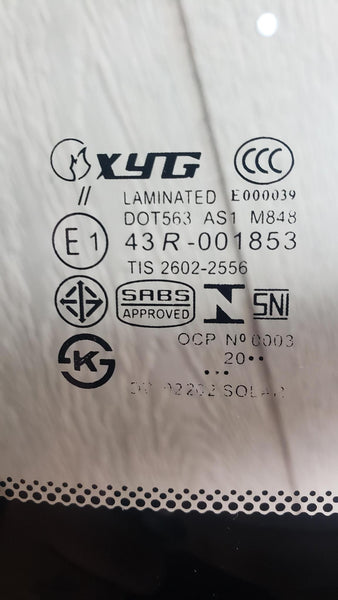 XYG CCC
// LAMINATED E000039
DOT563 AS1 M848
E1 43R-001853
TIS 2602-2556
SABS APPROVED N SNI
OCP Nº 0003
K 20••
•••
SOLAR